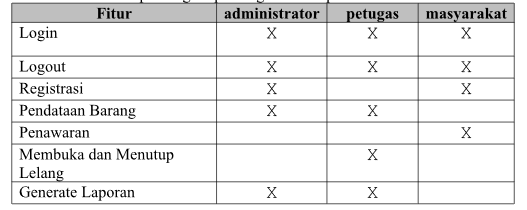 Fitur administrator petugas masyarakat
Login X X X
Logout X X X
Registrasi X X
Pendataan Barang X X
Penawaran X
Membuka dan Menutup X
Lelang
Generate Laporan X X